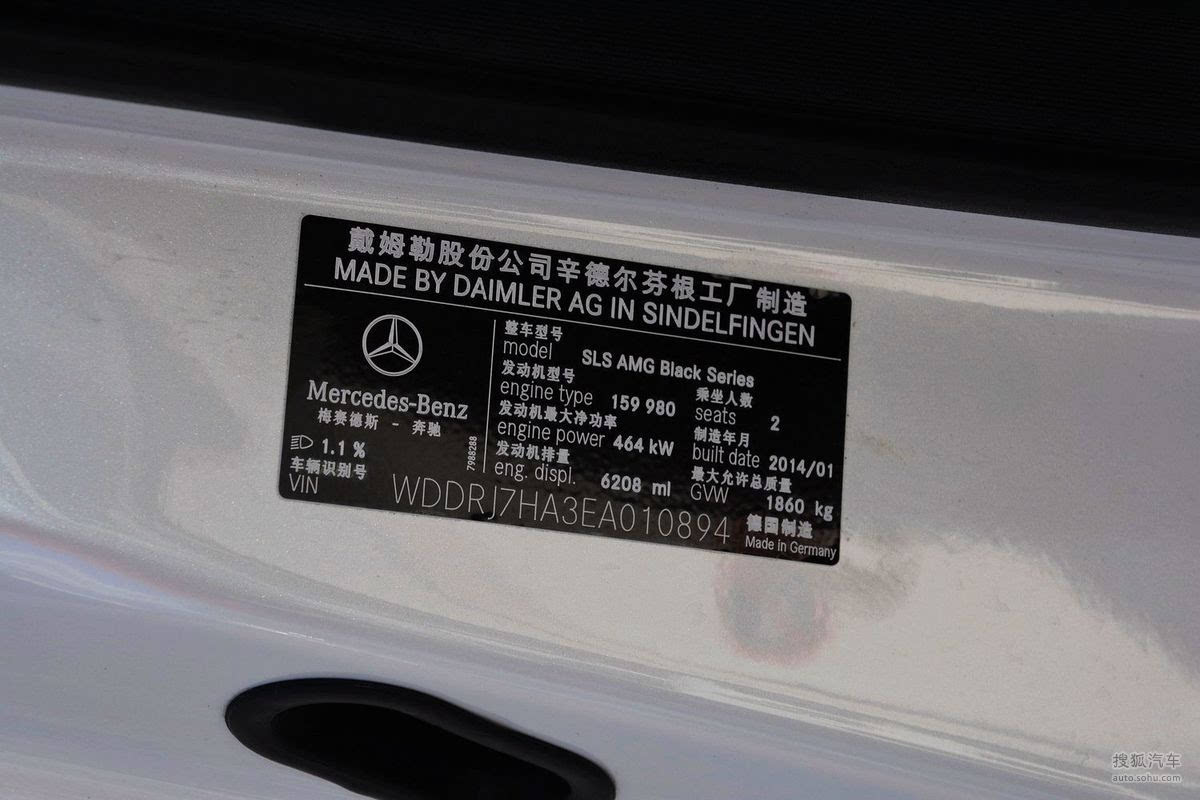 戴姆勒股份公司辛德尔芬根工厂制造
MADE BY DAIMLER AG IN SINDELFINGEN
Mercedes-Benz
梅赛德斯 - 奔驰
1.1 %
7988288
整车型号
model SLS AMG Black Series
发动机型号
engine type 159 980
乘坐人数
seats 2
发动机最大净功率
engine power 464 kW
制造年月
built date 2014/01
发动机排量
eng. displ. 6208 ml
最大允许总质量
GVW 1860 kg
车辆识别号
VIN WDDRJ7HA3EA010894
德国制造
Made in Germany
搜狐汽车
auto.sohu.com